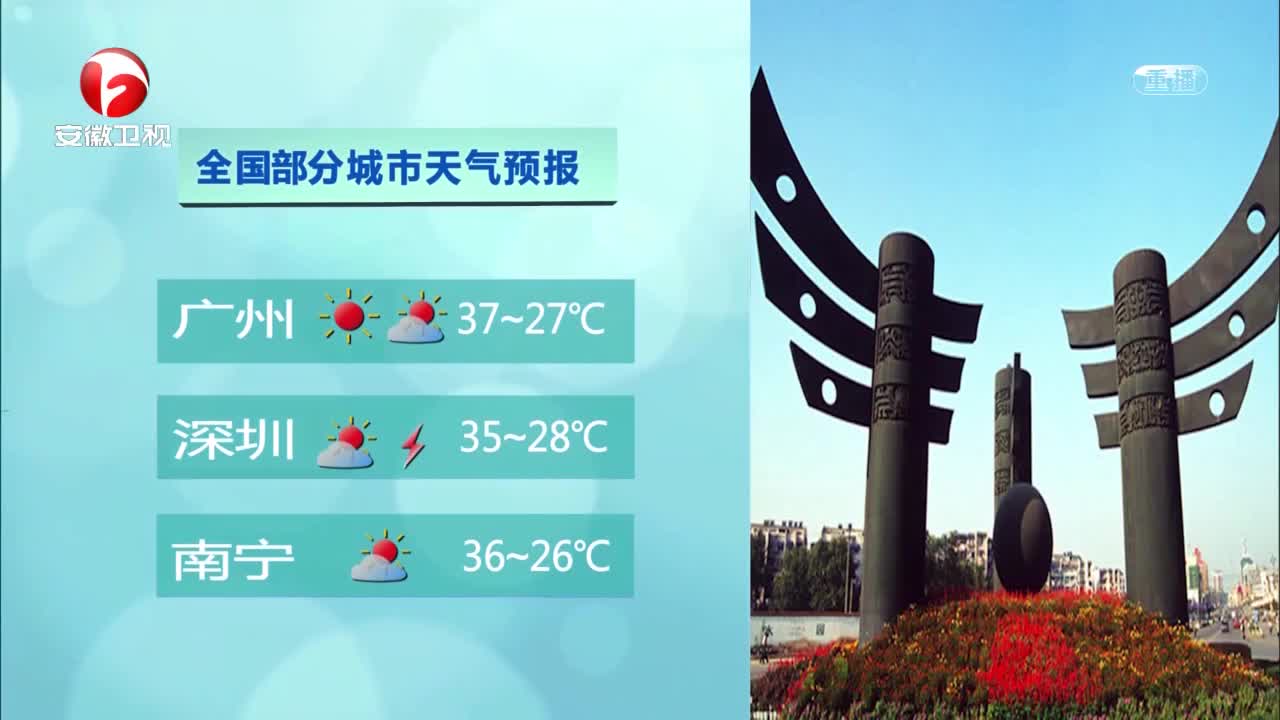 安徽卫视
重播
全国部分城市天气预报
广州 37~27℃
深圳 35~28℃
南宁 36~26℃